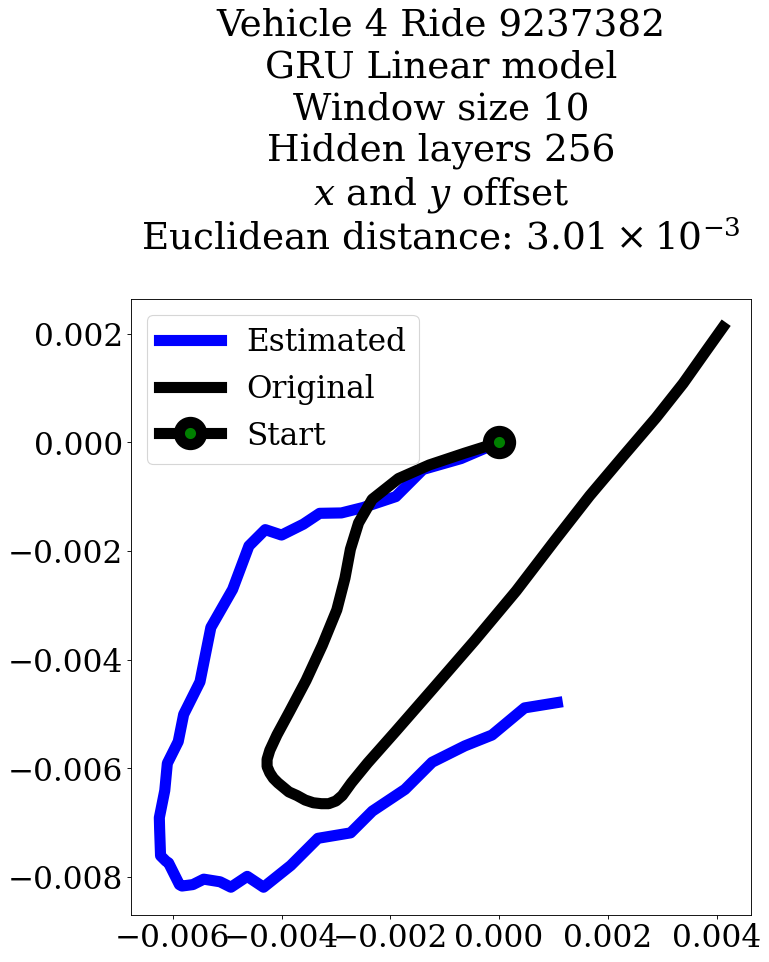 Vehicle 4 Ride 9237382
GRU Linear model
Window size 10
Hidden layers 256
x and y offset
Euclidean distance: 3.01 × 10⁻³
Estimated
Original
Start
0.002
0.000
−0.002
−0.004
−0.006
−0.008
−0.006 −0.004 −0.002 0.000 0.002 0.004